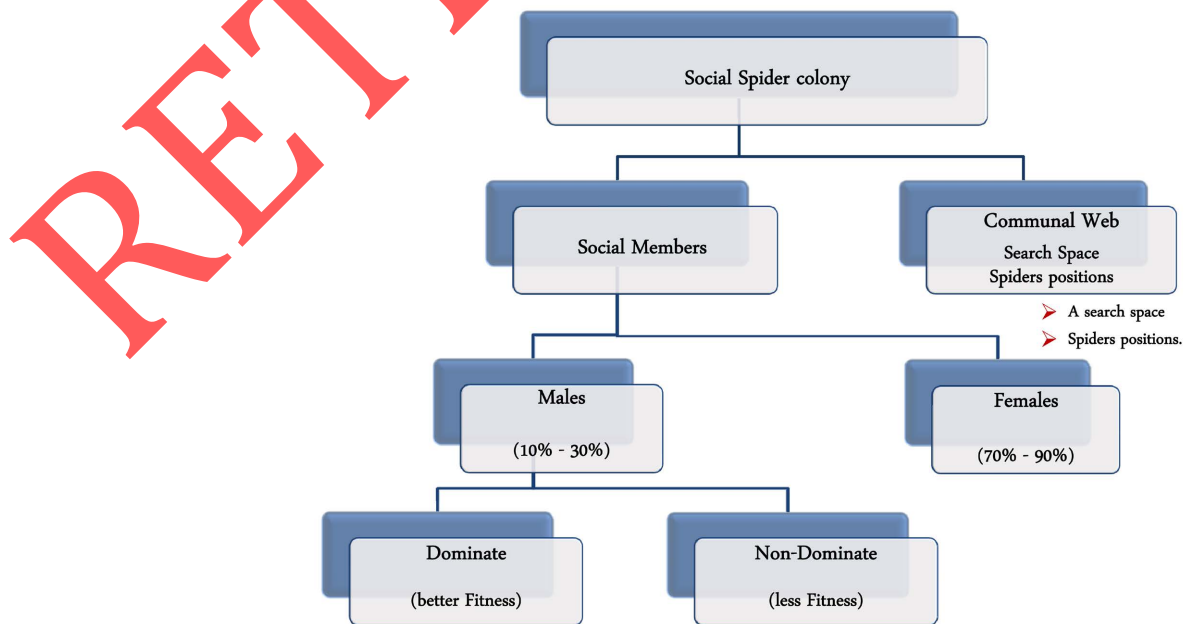 RET
Social Spider colony
Social Members
Communal Web
Search Space
Spiders positions
A search space
Spiders positions.
Males
(10% - 30%)
Females
(70% - 90%)
Dominate
(better Fitness)
Non-Dominate
(less Fitness)